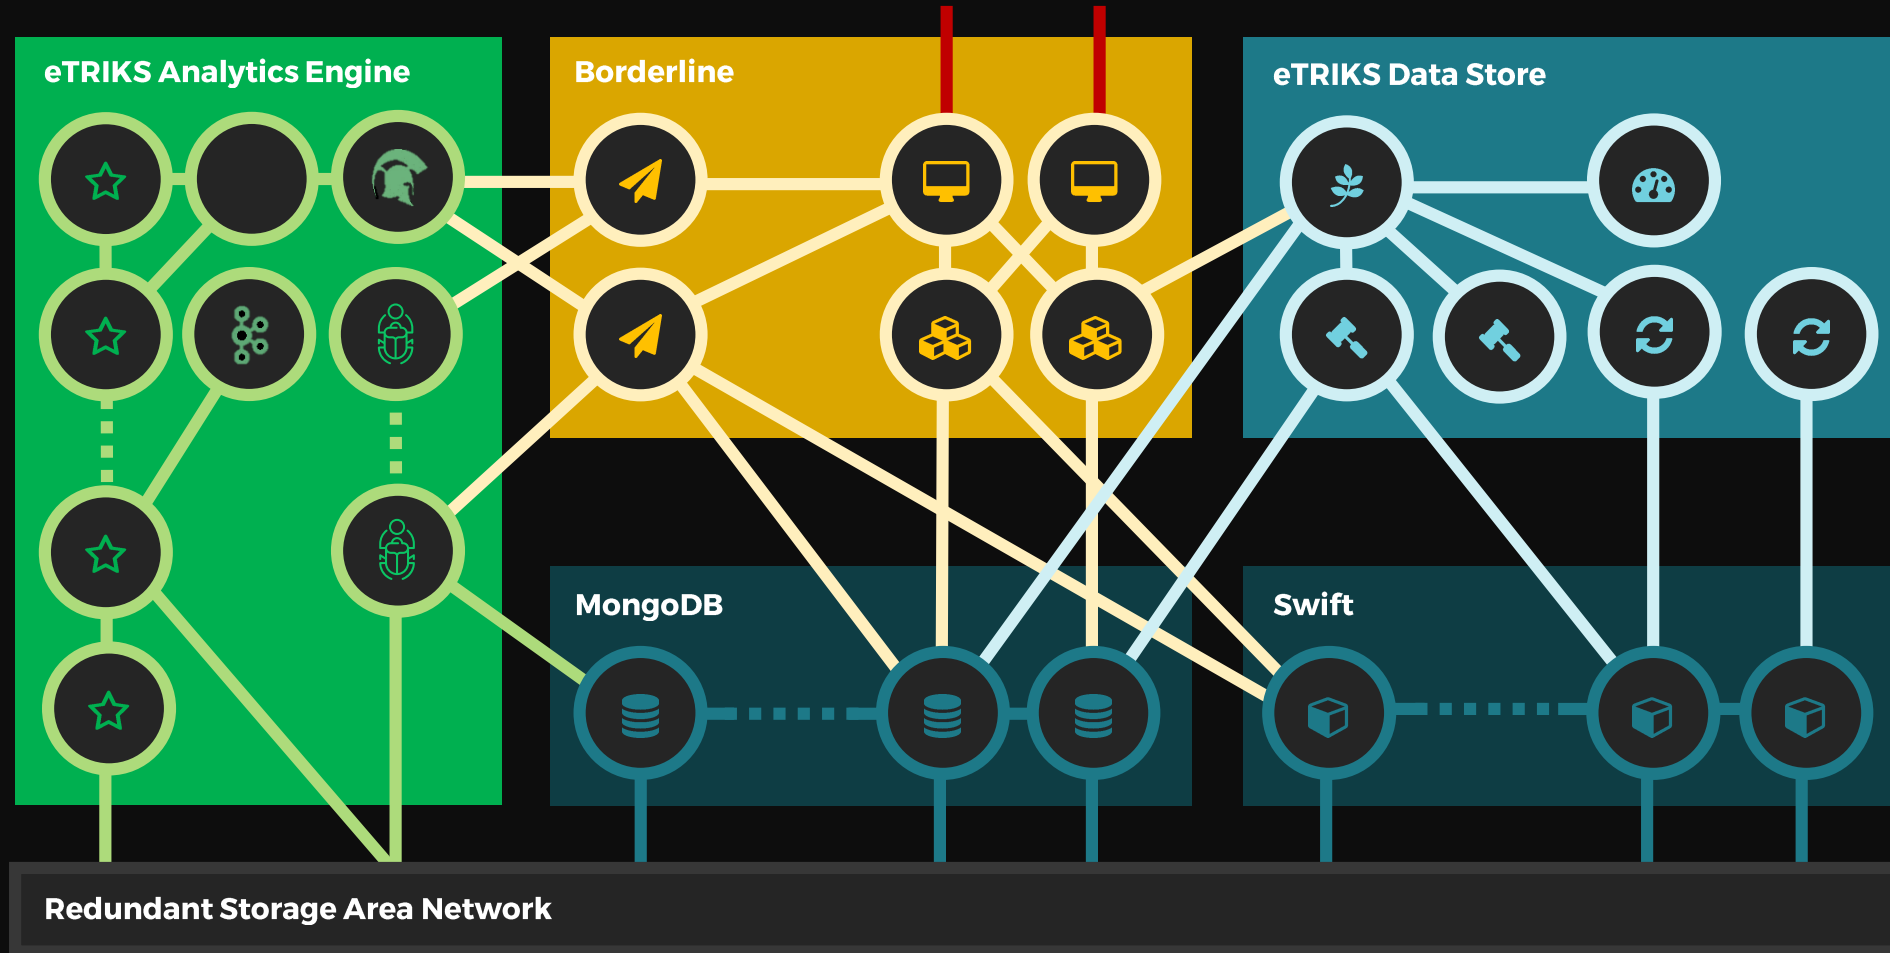 eTRIKS Analytics Engine
Borderline
eTRIKS Data Store
MongoDB
Swift
Redundant Storage Area Network